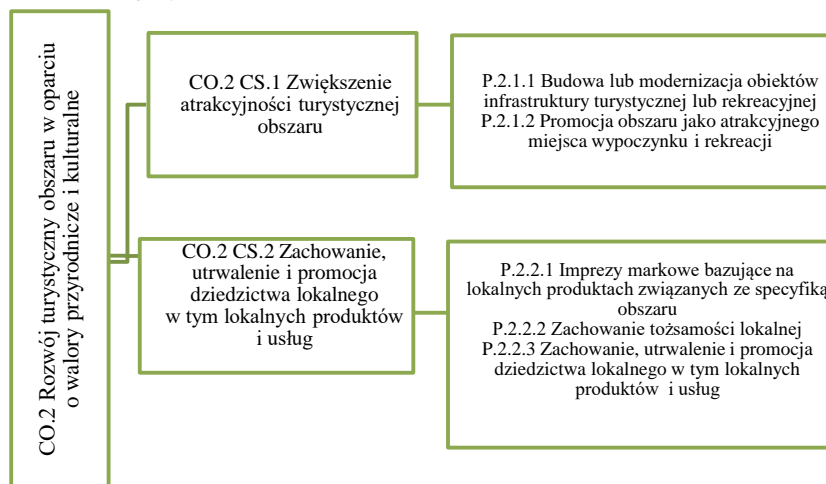 CO.2 Rozwój turystyczny obszaru w oparciu
o walory przyrodnicze i kulturalne
CO.2 CS.1 Zwiększenie
atrakcyjności turystycznej
obszaru
P.2.1.1 Budowa lub modernizacja obiektów
infrastruktury turystycznej lub rekreacyjnej
P.2.1.2 Promocja obszaru jako atrakcyjnego
miejsca wypoczynku i rekreacji
CO.2 CS.2 Zachowanie,
utrwalenie i promocja
dziedzictwa lokalnego
w tym lokalnych produktów
i usług
P.2.2.1 Imprezy markowe bazujące na
lokalnych produktach związanych ze specyfiką
obszaru
P.2.2.2 Zachowanie tożsamości lokalnej
P.2.2.3 Zachowanie, utrwalenie i promocja
dziedzictwa lokalnego w tym lokalnych
produktów i usług